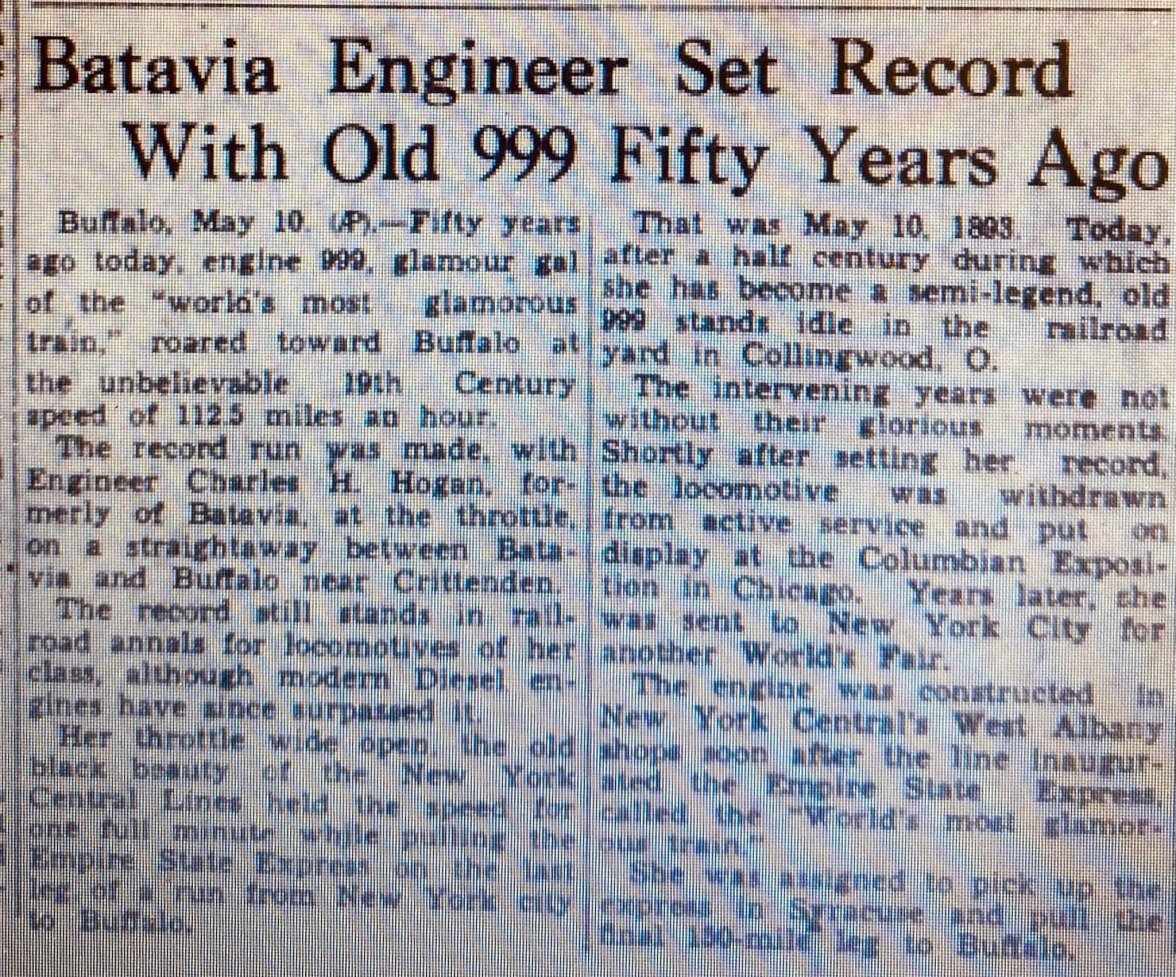 Batavia Engineer Set Record
With Old 999 Fifty Years Ago
Buffalo, May 10. (AP).—Fifty years
ago today, engine 999, glamour gal
of the "world's most glamorous
train," roared toward Buffalo at
the unbelievable 19th Century
speed of 112.5 miles an hour.
The record run was made, with
Engineer Charles H. Hogan, for-
merly of Batavia, at the throttle,
on a straightaway between Bata-
via and Buffalo near Crittenden.
The record still stands in rail-
road annals for locomotives of her
class, although modern Diesel en-
gines have since surpassed it.
Her throttle wide open, the old
black beauty of the New York
Central Lines held the speed for
one full minute while pulling the
Empire State Express on the last
leg of a run from New York city
to Buffalo.
That was May 10, 1893. Today,
after a half century during which
she has become a semi-legend, old
999 stands idle in the railroad
yard in Collingwood, O.
The intervening years were not
without their glorious moments.
Shortly after setting her record,
the locomotive was withdrawn
from active service and put on
display at the Columbian Exposi-
tion in Chicago. Years later, she
was sent to New York City for
another World's Fair.
The engine was constructed in
New York Central's West Albany
shops soon after the line inaugur-
ated the Empire State Express,
called the "World's most glamor-
ous train."
She was assigned to pick up the
express in Syracuse and pull the
final 150-mile leg to Buffalo.